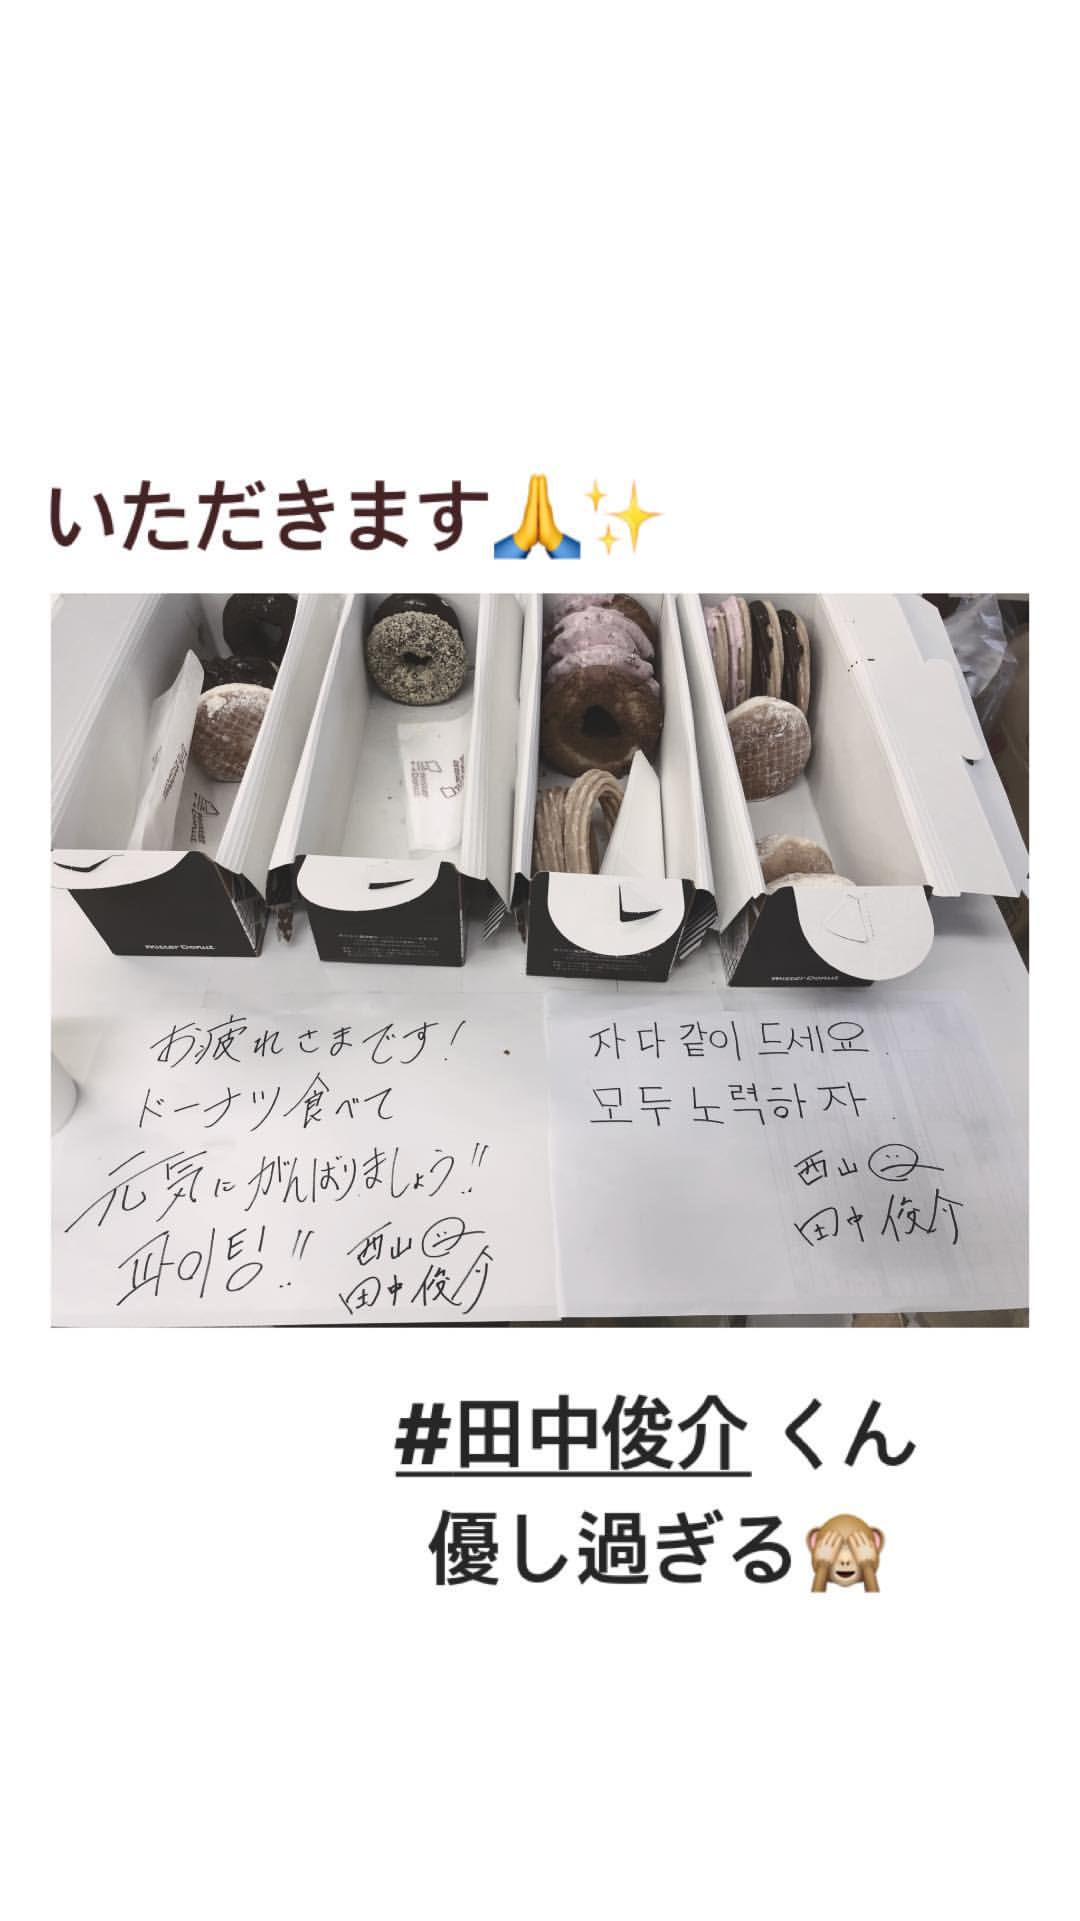 いただきます🙏✨
mister Donut
mister Donut
お疲れさまです!
ドーナツ食べて
元気にがんばりましょう!!
파이팅!!
西山
田中俊介
자 다 같이 드세요.
모두 노력하자.
西山
田中俊介
#田中俊介 くん
優し過ぎる🙈